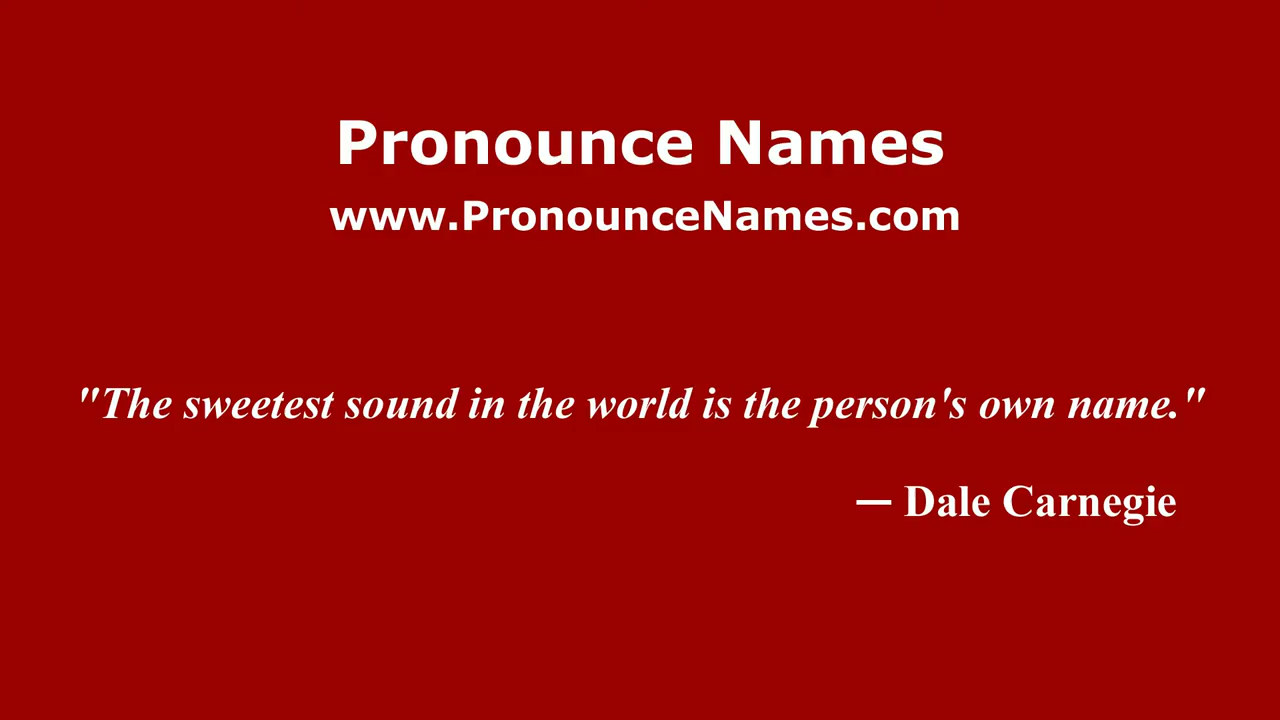 Pronounce Names
www.PronounceNames.com
"The sweetest sound in the world is the person's own name."
— Dale Carnegie